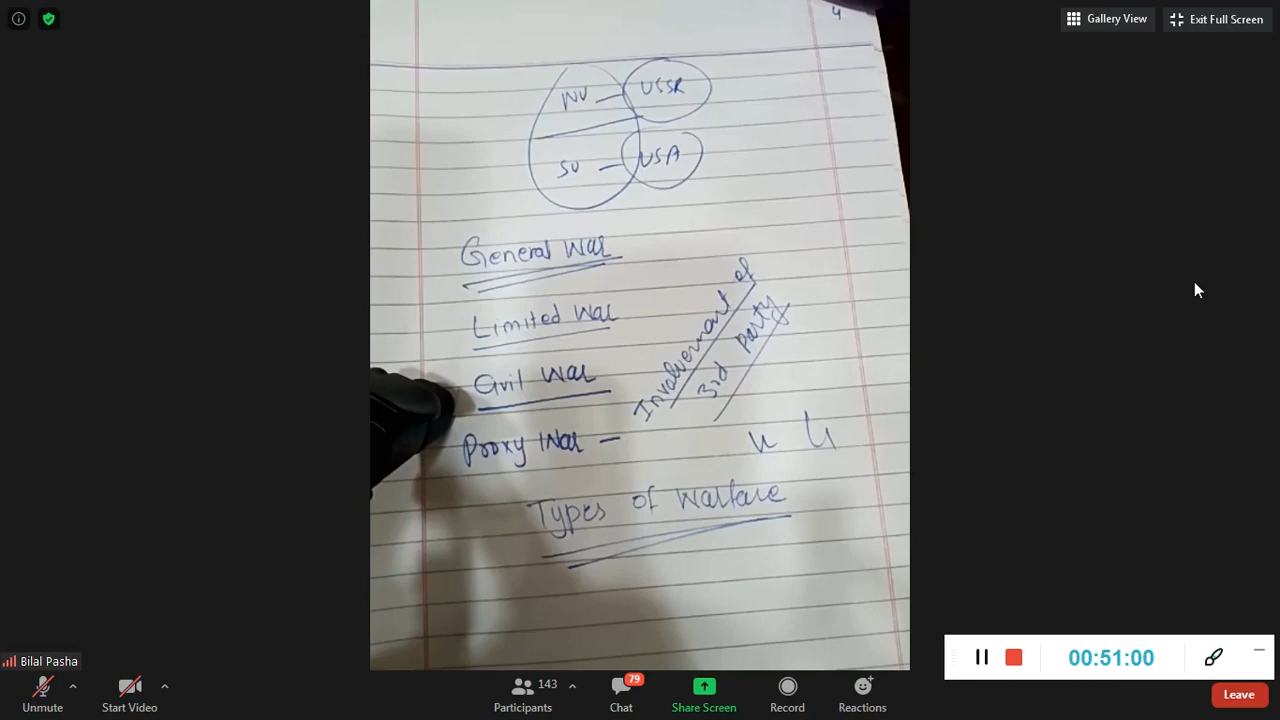 Gallery View
Exit Full Screen
4
NV — USSR
SV — USA
General War
Limited War
Involvemant of
3rd Party
Civil War
Proxy War —
Types of Warfare
Bilal Pasha
00:51:00
Unmute
Start Video
143
Participants
79
Chat
Share Screen
Record
Reactions
Leave